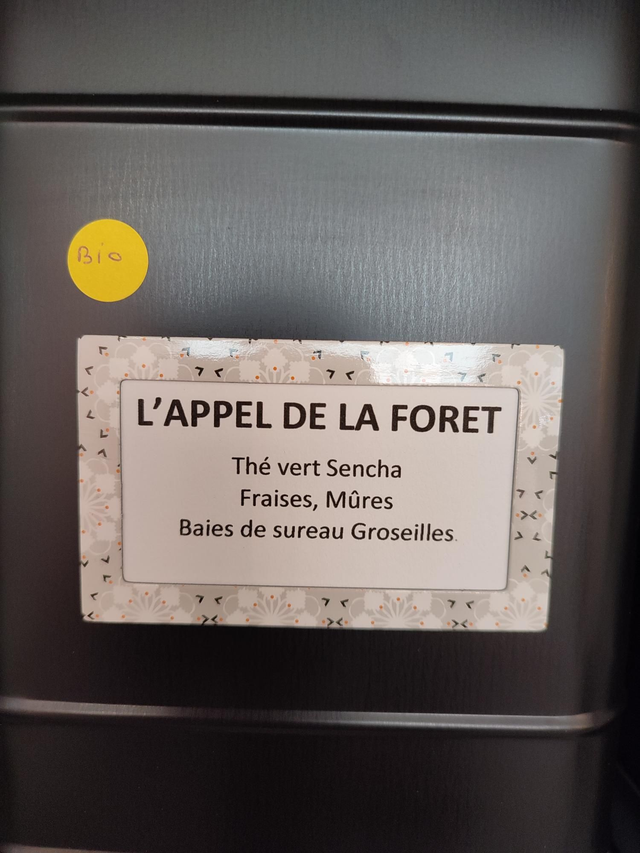 Bio
L'APPEL DE LA FORET
Thé vert Sencha
Fraises, Mûres
Baies de sureau Groseilles.